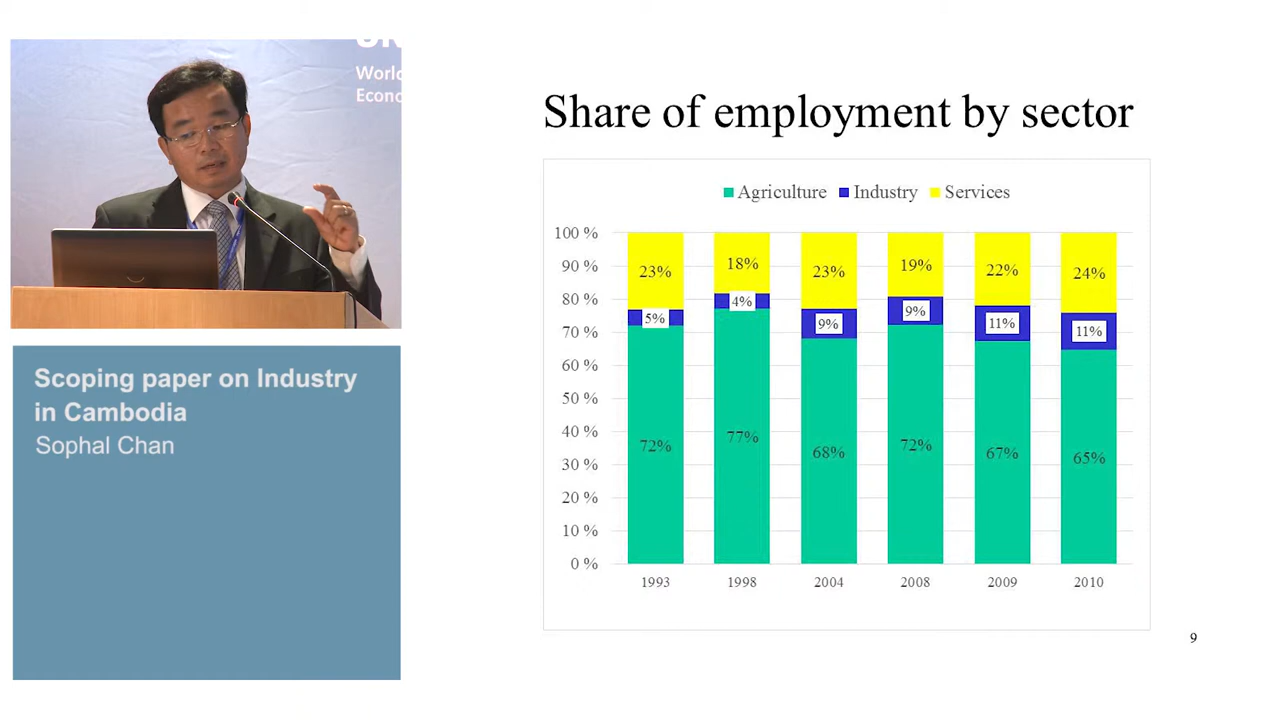 World
Econo
Scoping paper on Industry
in Cambodia
Sophal Chan
Share of employment by sector
Agriculture Industry Services
100 %
90 %
80 %
70 %
60 %
50 %
40 %
30 %
20 %
10 %
0 %
23% 18% 23% 19% 22% 24%
5% 4% 9% 9% 11% 11%
72% 77% 68% 72% 67% 65%
1993 1998 2004 2008 2009 2010
9